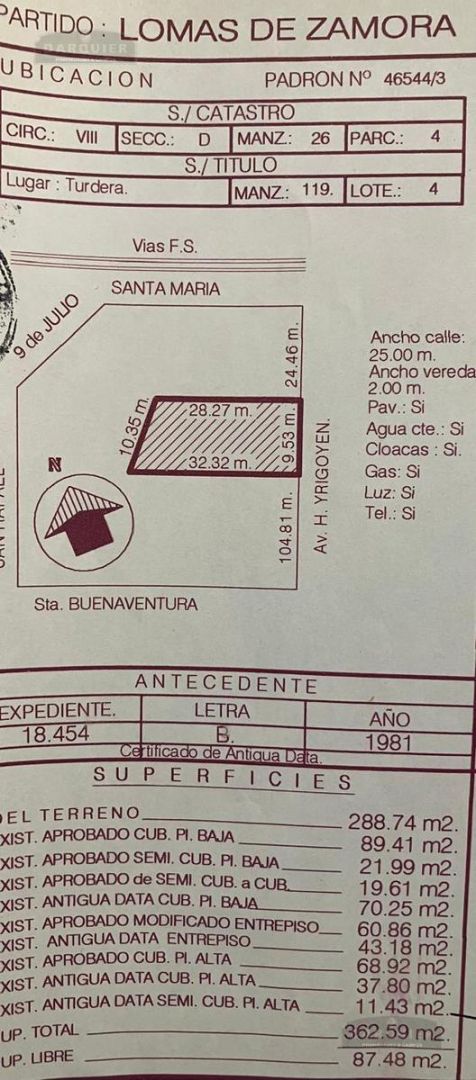 PARTIDO : LOMAS DE ZAMORA
DARQUIER
UBICACION PADRON Nº 46544/3
S./ CATASTRO
CIRC.: VIII SECC.: D MANZ.: 26 PARC.: 4
S./ TITULO
Lugar : Turdera. MANZ.: 119. LOTE.: 4
Vias F.S.
SANTA MARIA
9 de JULIO
24.46 m.
10.35 m.
28.27 m.
9.53 m.
32.32 m.
104.81 m.
Av. H. YRIGOYEN.
N
Sta. BUENAVENTURA
Ancho calle:
25.00 m.
Ancho vereda
2.00 m.
Pav.: Si
Agua cte.: Si
Cloacas : Si.
Gas: Si
Luz: Si
Tel.: Si
ANTECEDENTE
EXPEDIENTE. LETRA AÑO
18.454 B. 1981
Certificado de Antigua Data.
SUPERFICIES
DEL TERRENO 288.74 m2.
XIST. APROBADO CUB. Pl. BAJA 89.41 m2.
XIST. APROBADO SEMI. CUB. Pl. BAJA 21.99 m2.
XIST. APROBADO de SEMI. CUB. a CUB. 19.61 m2.
XIST. ANTIGUA DATA CUB. Pl. BAJA 70.25 m2.
XIST. APROBADO MODIFICADO ENTREPISO 60.86 m2.
XIST. ANTIGUA DATA ENTREPISO 43.18 m2.
XIST. APROBADO CUB. Pl. ALTA 68.92 m2.
XIST. ANTIGUA DATA CUB. Pl. ALTA 37.80 m2.
XIST. ANTIGUA DATA SEMI. CUB. Pl. ALTA 11.43 m2.
UP. TOTAL 362.59 m2.
UP. LIBRE 87.48 m2.